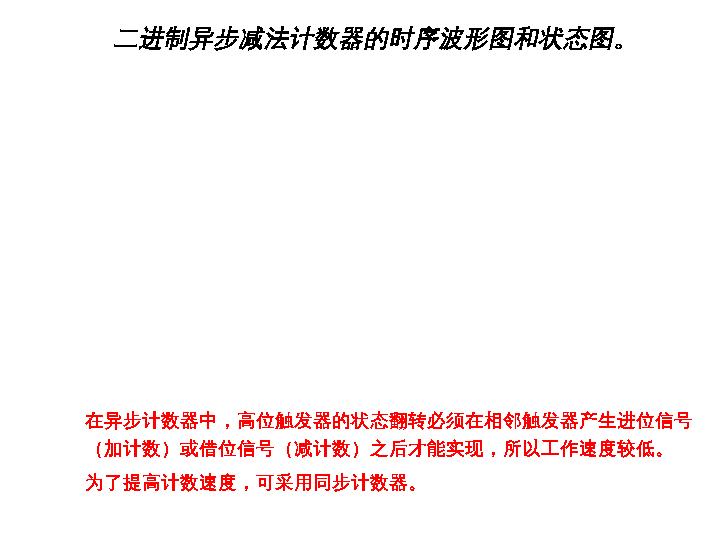 二进制异步减法计数器的时序波形图和状态图。
在异步计数器中，高位触发器的状态翻转必须在相邻触发器产生进位信号
（加计数）或借位信号（减计数）之后才能实现，所以工作速度较低。
为了提高计数速度，可采用同步计数器。